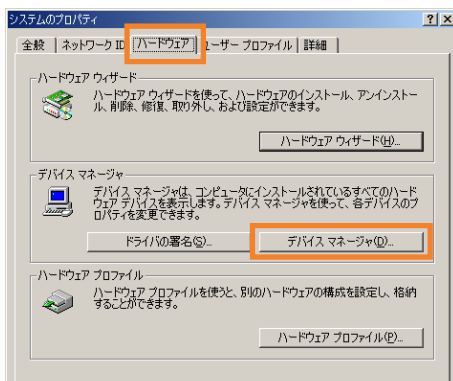 システムのプロパティ
全般 ネットワーク ID ハードウェア ユーザー プロファイル 詳細
ハードウェア ウィザード
ハードウェア ウィザードを使って、ハードウェアのインストール、アンインストー
ル、削除、修復、取り外し、および設定ができます。
ハードウェア ウィザード(H)...
デバイス マネージャ
デバイス マネージャは、コンピュータにインストールされているすべてのハード
ウェア デバイスを表示します。デバイス マネージャを使って、各デバイスのプ
ロパティを変更できます。
ドライバの署名(S)...
デバイス マネージャ(D)...
ハードウェア プロファイル
ハードウェア プロファイルを使うと、別のハードウェアの構成を設定し、格納
することができます。
ハードウェア プロファイル(P)...